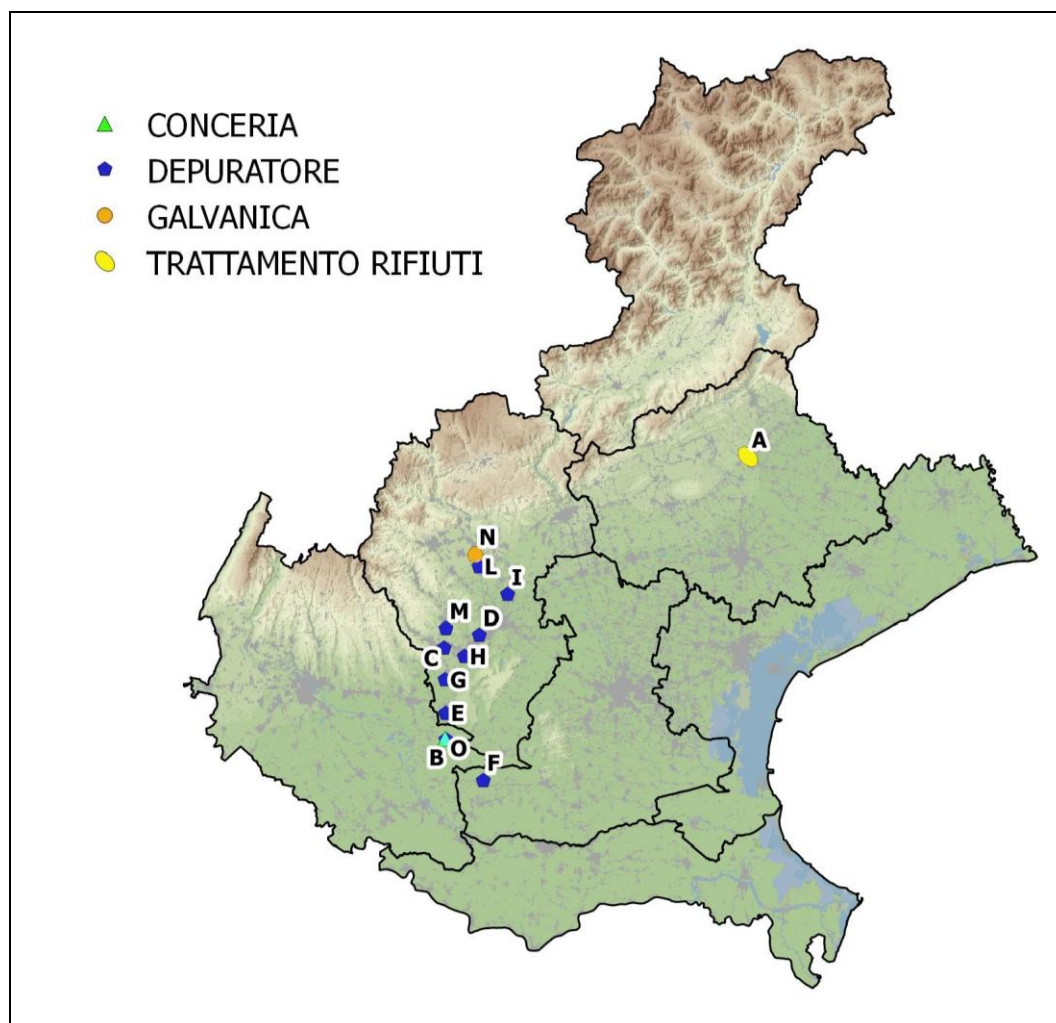 CONCERIA
DEPURATORE
GALVANICA
TRATTAMENTO RIFIUTI
A
N
L
I
M
D
C
H
G
E
B
O
F